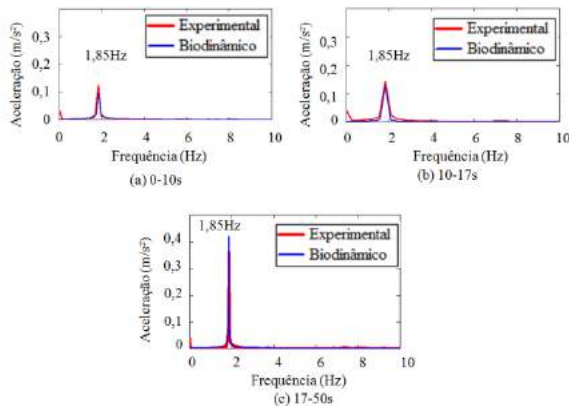 Aceleração (m/s²)
0,3
0,2
0,1
0
1,85Hz
Experimental
Biodinâmico
0 2 4 6 8 10
Frequência (Hz)
(a) 0-10s
Aceleração (m/s²)
0,3
0,2
0,1
0
1,85Hz
Experimental
Biodinâmico
0 2 4 6 8 10
Frequência (Hz)
(b) 10-17s
Aceleração (m/s²)
1,85Hz
0,4
0,3
0,2
0,1
0
Experimental
Biodinâmico
0 2 4 6 8 10
Frequência (Hz)
(c) 17-50s